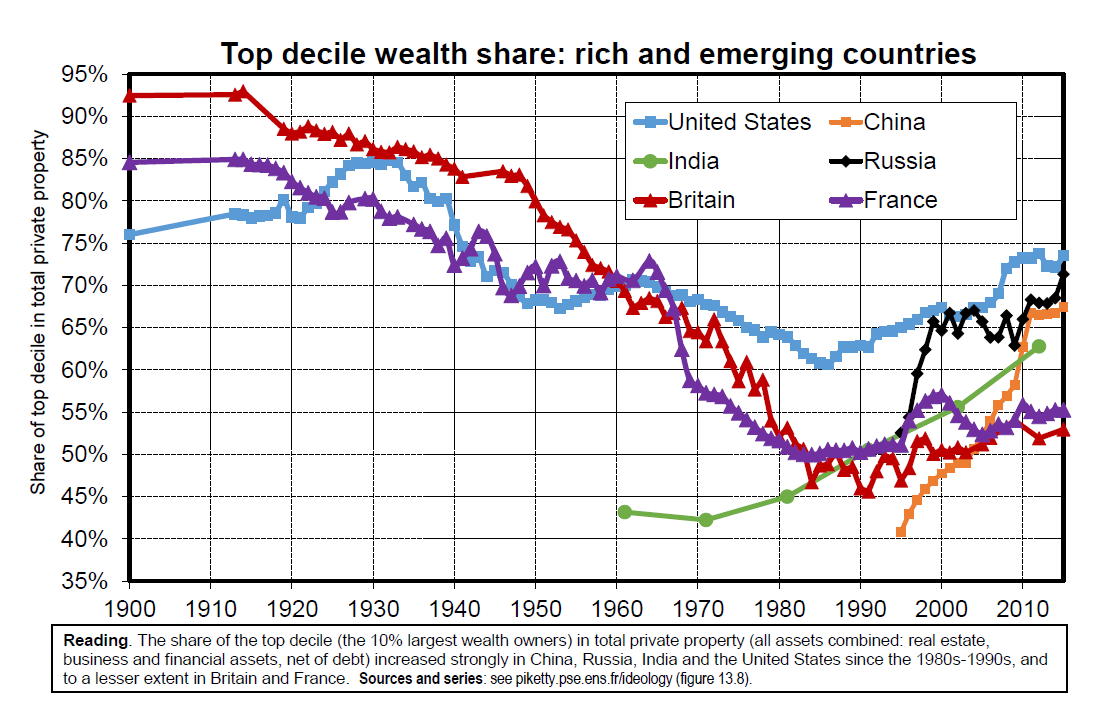 Top decile wealth share: rich and emerging countries
Share of top decile in total private property
95%
90%
85%
80%
75%
70%
65%
60%
55%
50%
45%
40%
35%
United States
China
India
Russia
Britain
France
1900 1910 1920 1930 1940 1950 1960 1970 1980 1990 2000 2010
Reading. The share of the top decile (the 10% largest wealth owners) in total private property (all assets combined: real estate,
business and financial assets, net of debt) increased strongly in China, Russia, India and the United States since the 1980s-1990s, and
to a lesser extent in Britain and France. Sources and series: see piketty.pse.ens.fr/ideology (figure 13.8).